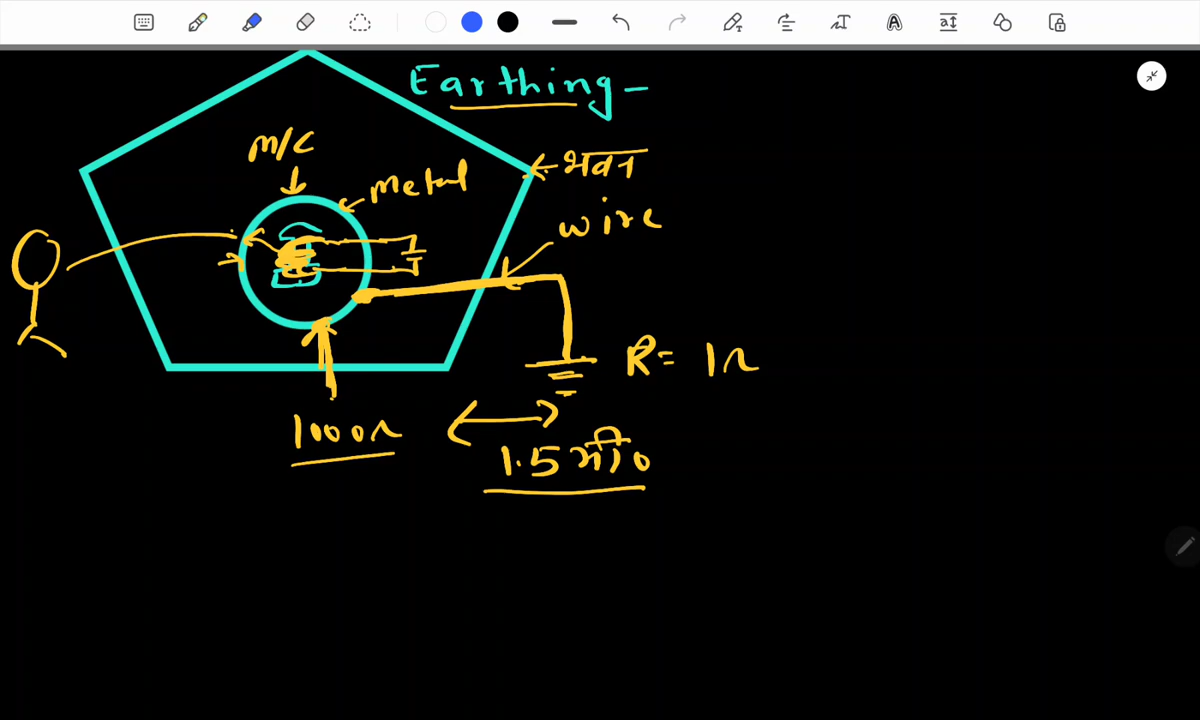 Earthing -
M/C
metal
भवन
wire
R = 1Ω
1000Ω
1.5 मी०